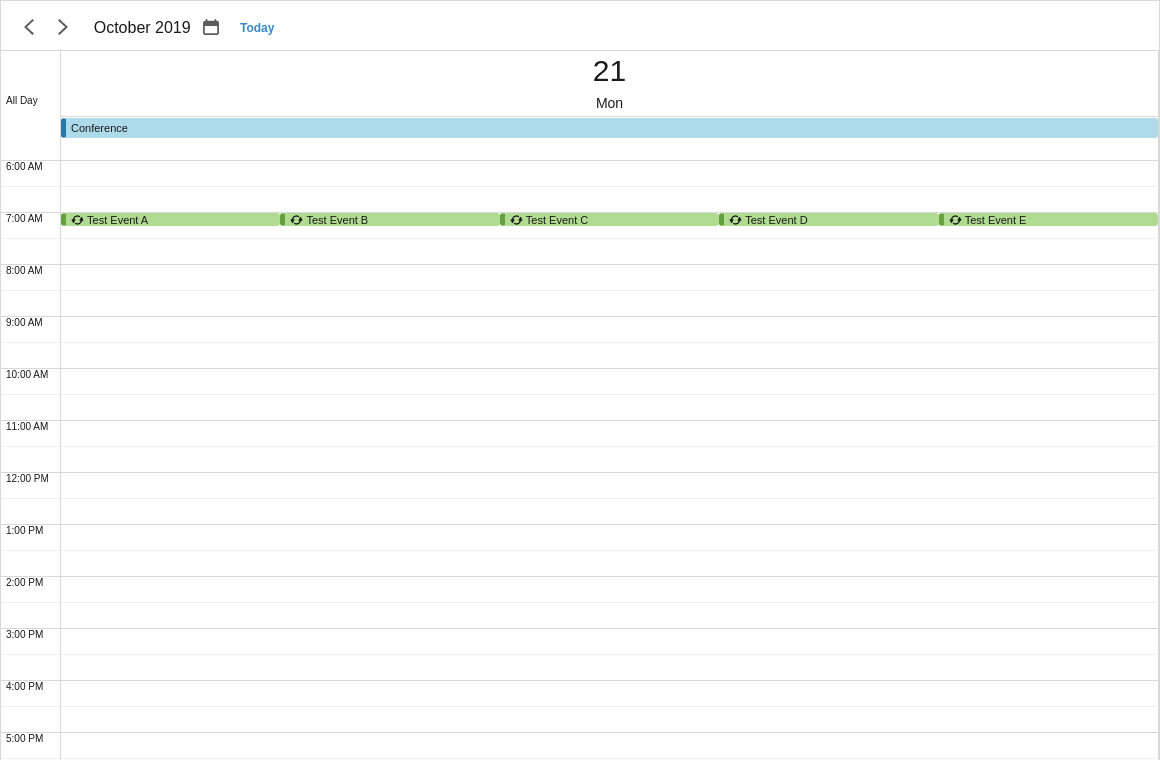 October 2019 Today
21
All Day
Mon
Conference
6:00 AM
7:00 AM Test Event A Test Event B Test Event C Test Event D Test Event E
8:00 AM
9:00 AM
10:00 AM
11:00 AM
12:00 PM
1:00 PM
2:00 PM
3:00 PM
4:00 PM
5:00 PM